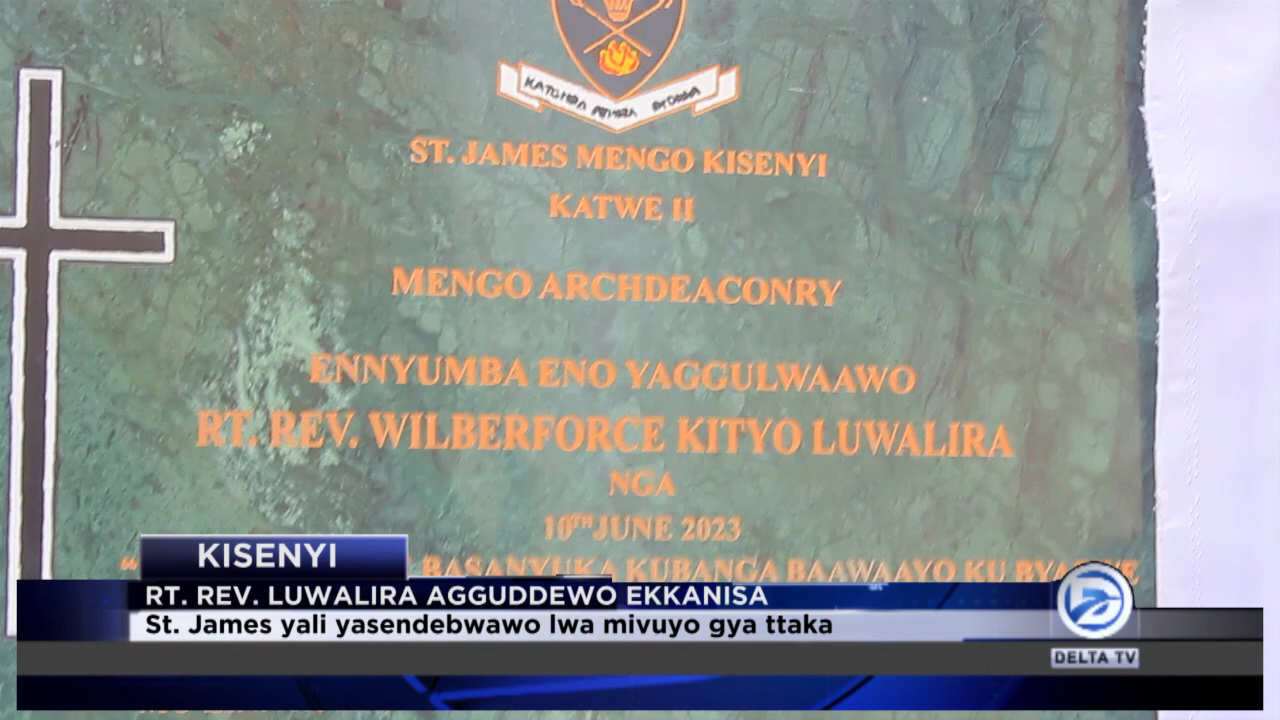 KATONDA AFUGA BYONNA
ST. JAMES MENGO KISENYI
KATWE II
MENGO ARCHDEACONRY
ENNYUMBA ENO YAGGULWAAWO
RT. REV. WILBERFORCE KITYO LUWALIRA
NGA
10TH JUNE 2023
BASANYUKA KUBANGA BAAWAAYO KU
KISENYI
RT. REV. LUWALIRA AGGUDDEWO EKKANISA
St. James yali yasendebwawo lwa mivuyo gya ttaka
DELTA TV